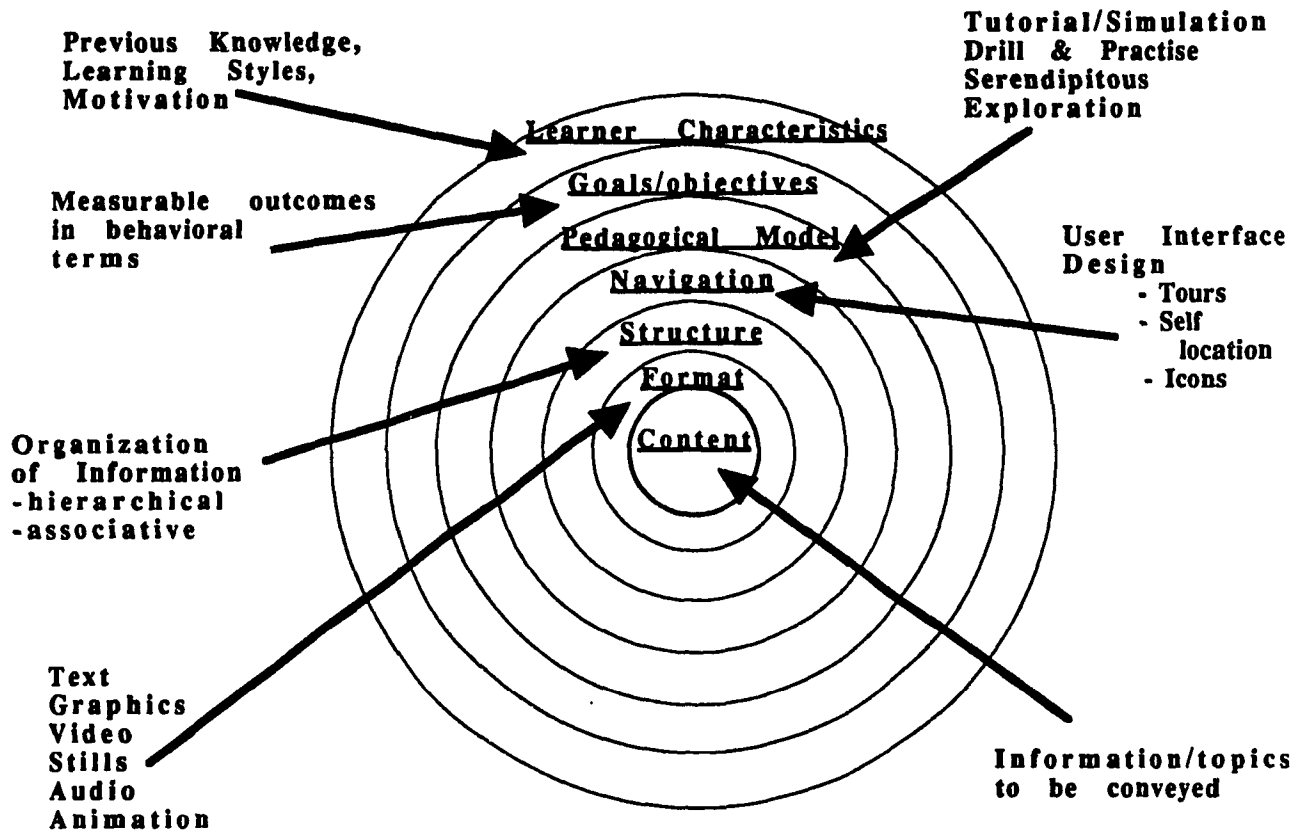 Previous Knowledge,
Learning Styles,
Motivation
Tutorial/Simulation
Drill & Practise
Serendipitous
Exploration
Learner Characteristics
Goals/objectives
Measurable outcomes
in behavioral
terms
Pedagogical Model
User Interface
Design
- Tours
- Self
location
- Icons
Navigation
Structure
Format
Content
Organization
of Information
-hierarchical
-associative
Text
Graphics
Video
Stills
Audio
Animation
Information/topics
to be conveyed